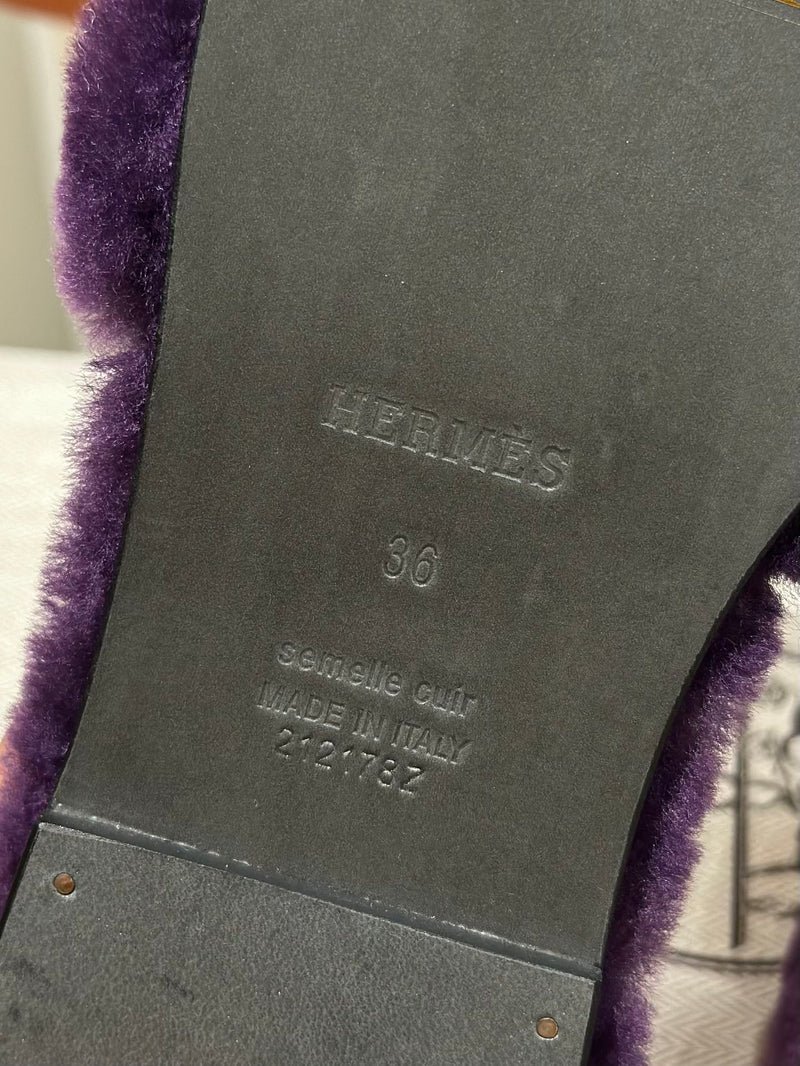 HERMÈS
36
semelle cuir
MADE IN ITALY
212178Z